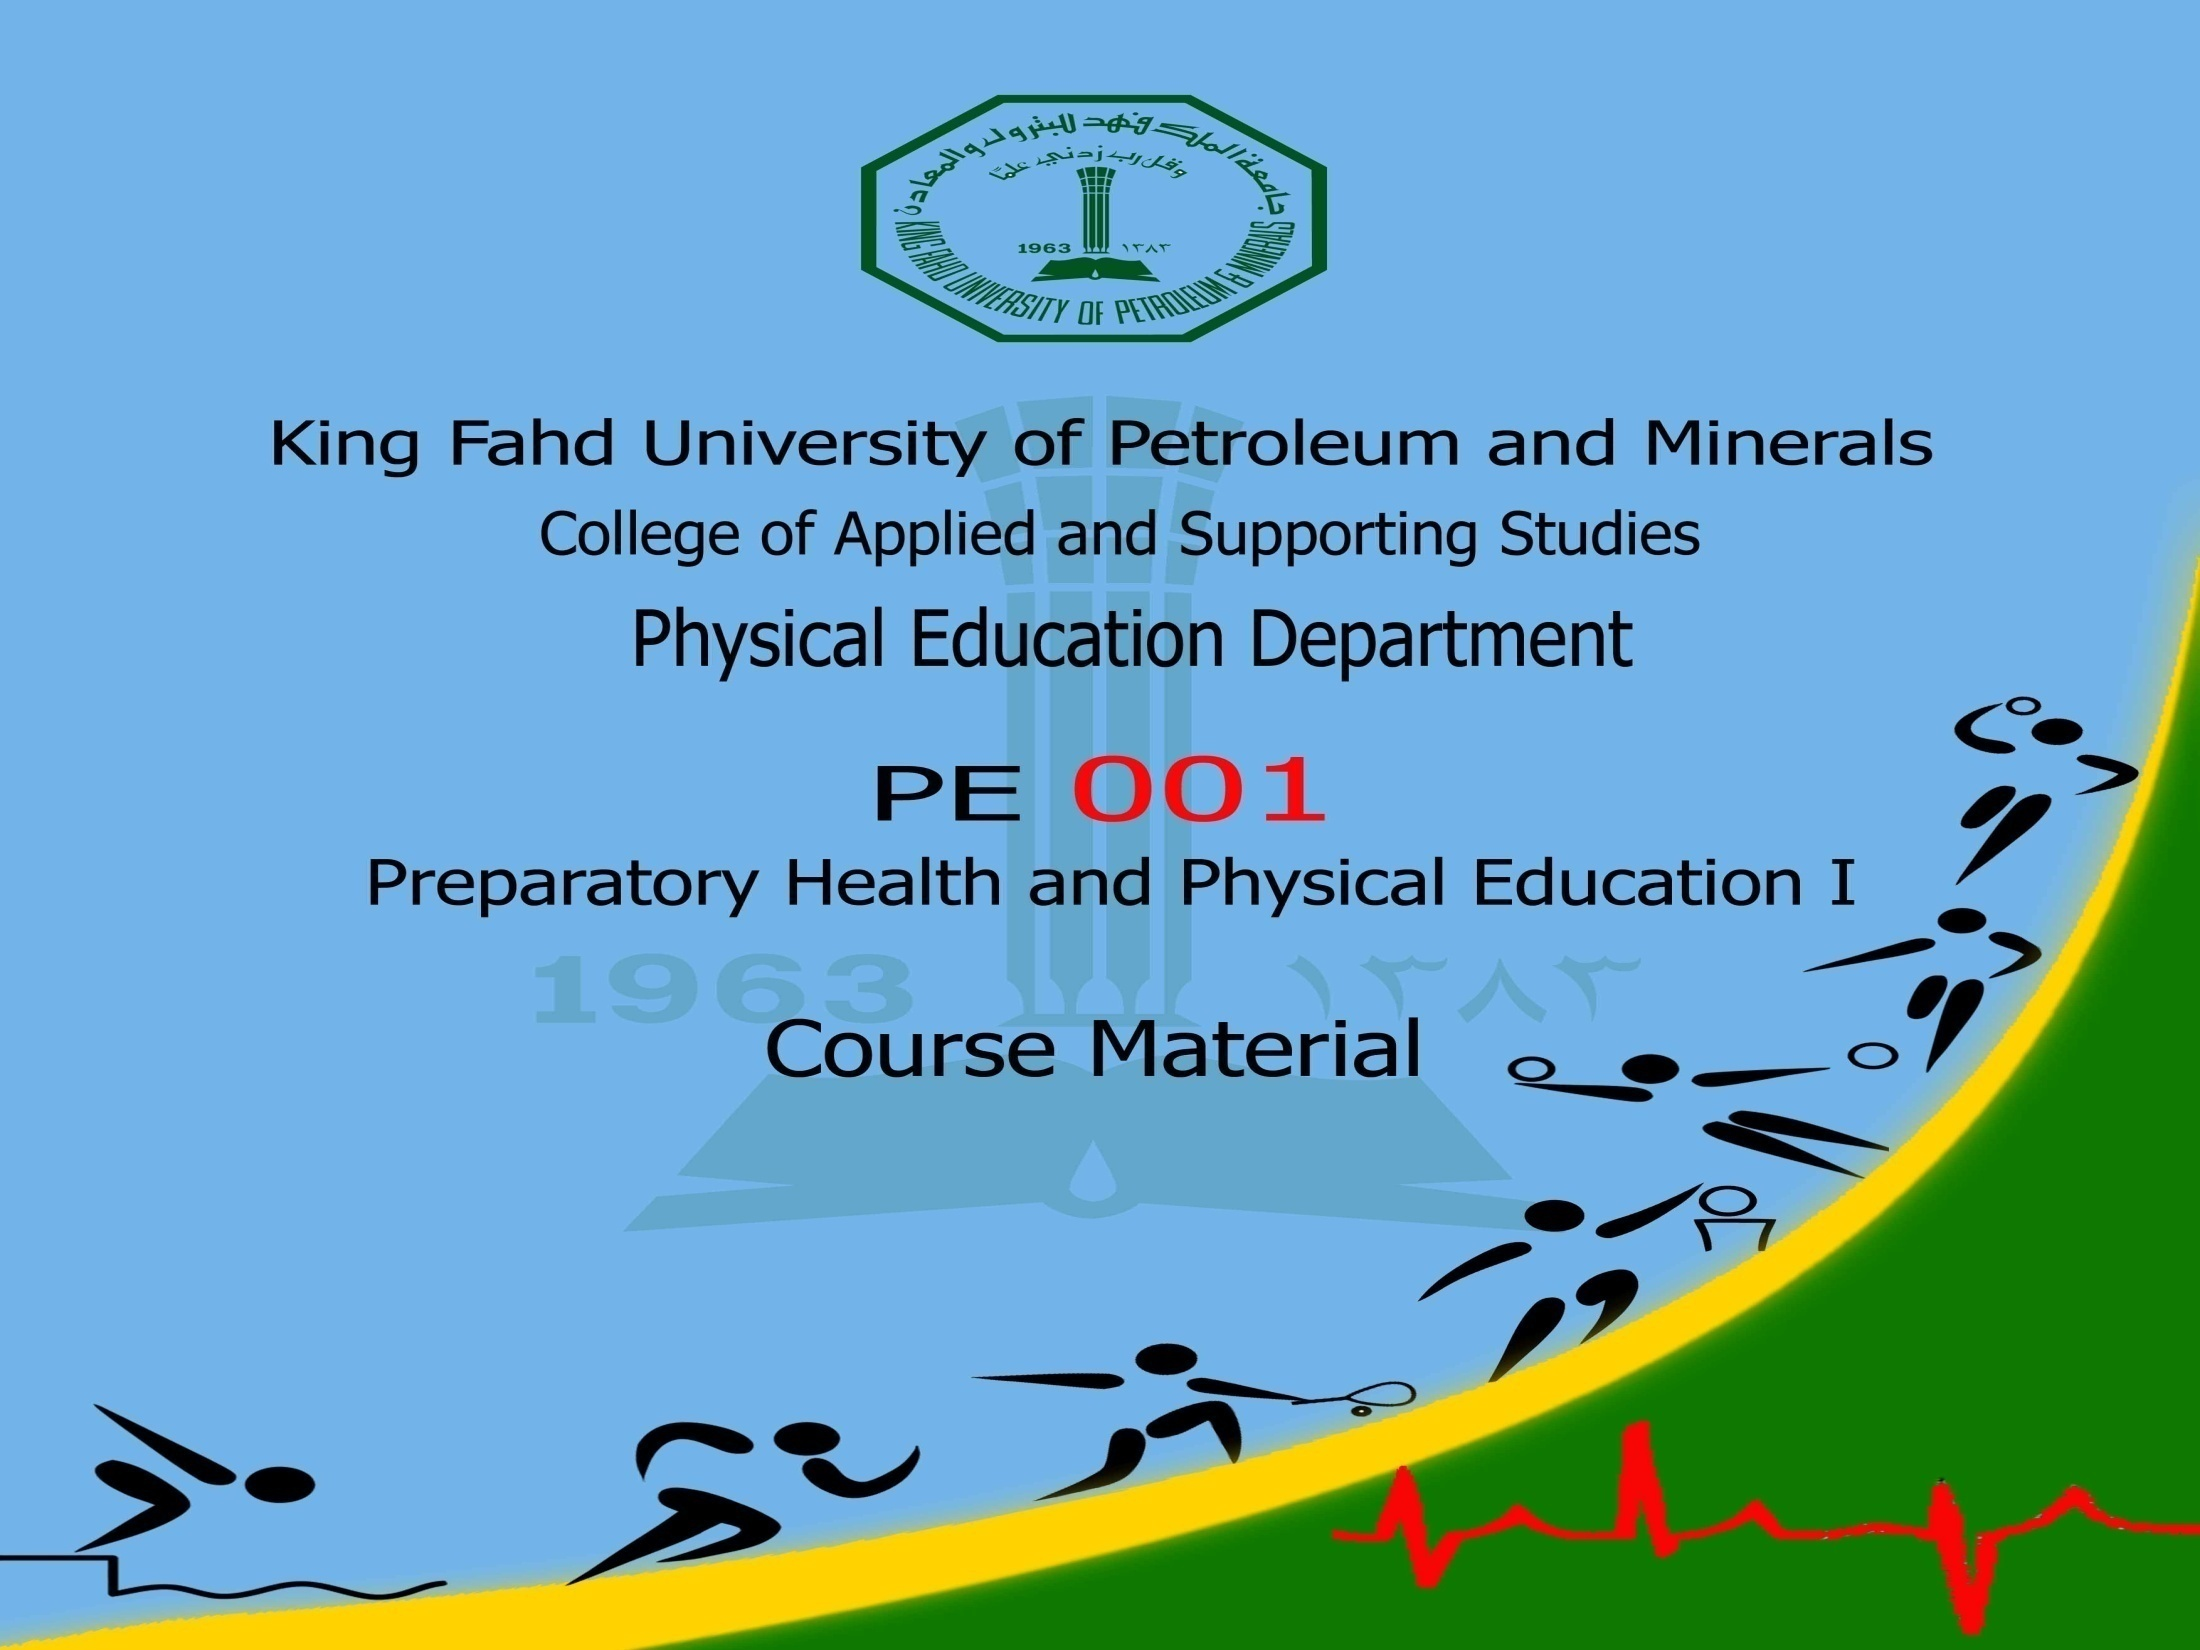 جامعة الملك فهد للبترول والمعادن
وقل رب زدني علمًا
1963 ١٣٨٣
KING FAHD UNIVERSITY OF PETROLEUM & MINERALS
King Fahd University of Petroleum and Minerals
College of Applied and Supporting Studies
Physical Education Department
PE 001
Preparatory Health and Physical Education I
1963 ١٣٨٣
Course Material